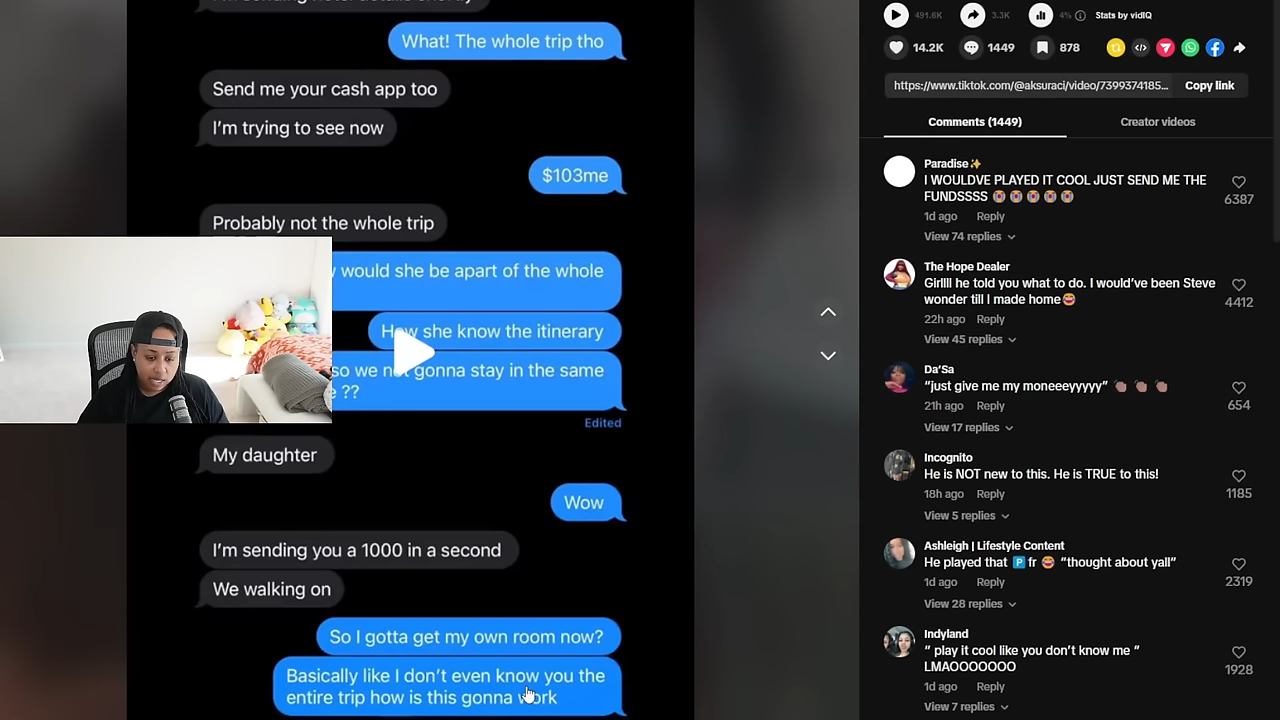 What! The whole trip tho
Send me your cash app too
I'm trying to see now
$103me
Probably not the whole trip
would she be apart of the whole
How she know the itinerary
so we not gonna stay in the same
??
Edited
My daughter
Wow
I'm sending you a 1000 in a second
We walking on
So I gotta get my own room now?
Basically like I don't even know you the
entire trip how is this gonna work
491.6K
3.3K
4%
Stats by vidIQ
14.2K
1449
878
https://www.tiktok.com/@aksuraci/video/7399374185...
Copy link
Comments (1449)
Creator videos
Paradise✨
I WOULDVE PLAYED IT COOL JUST SEND ME THE
FUNDSSSS 😭😭😭😭😭
6387
1d ago Reply
View 74 replies
The Hope Dealer
Girllll he told you what to do. I would've been Steve
wonder till I made home😂
4412
22h ago Reply
View 45 replies
Da'Sa
"just give me my moneeeyyyyy" 👏🏾 👏🏾 👏🏾
654
21h ago Reply
View 17 replies
Incognito
He is NOT new to this. He is TRUE to this!
1185
18h ago Reply
View 5 replies
Ashleigh | Lifestyle Content
He played that 🅿️ fr 😂 "thought about yall"
2319
1d ago Reply
View 28 replies
Indyland
" play it cool like you don't know me "
LMAOOOOOOO
1928
1d ago Reply
View 7 replies